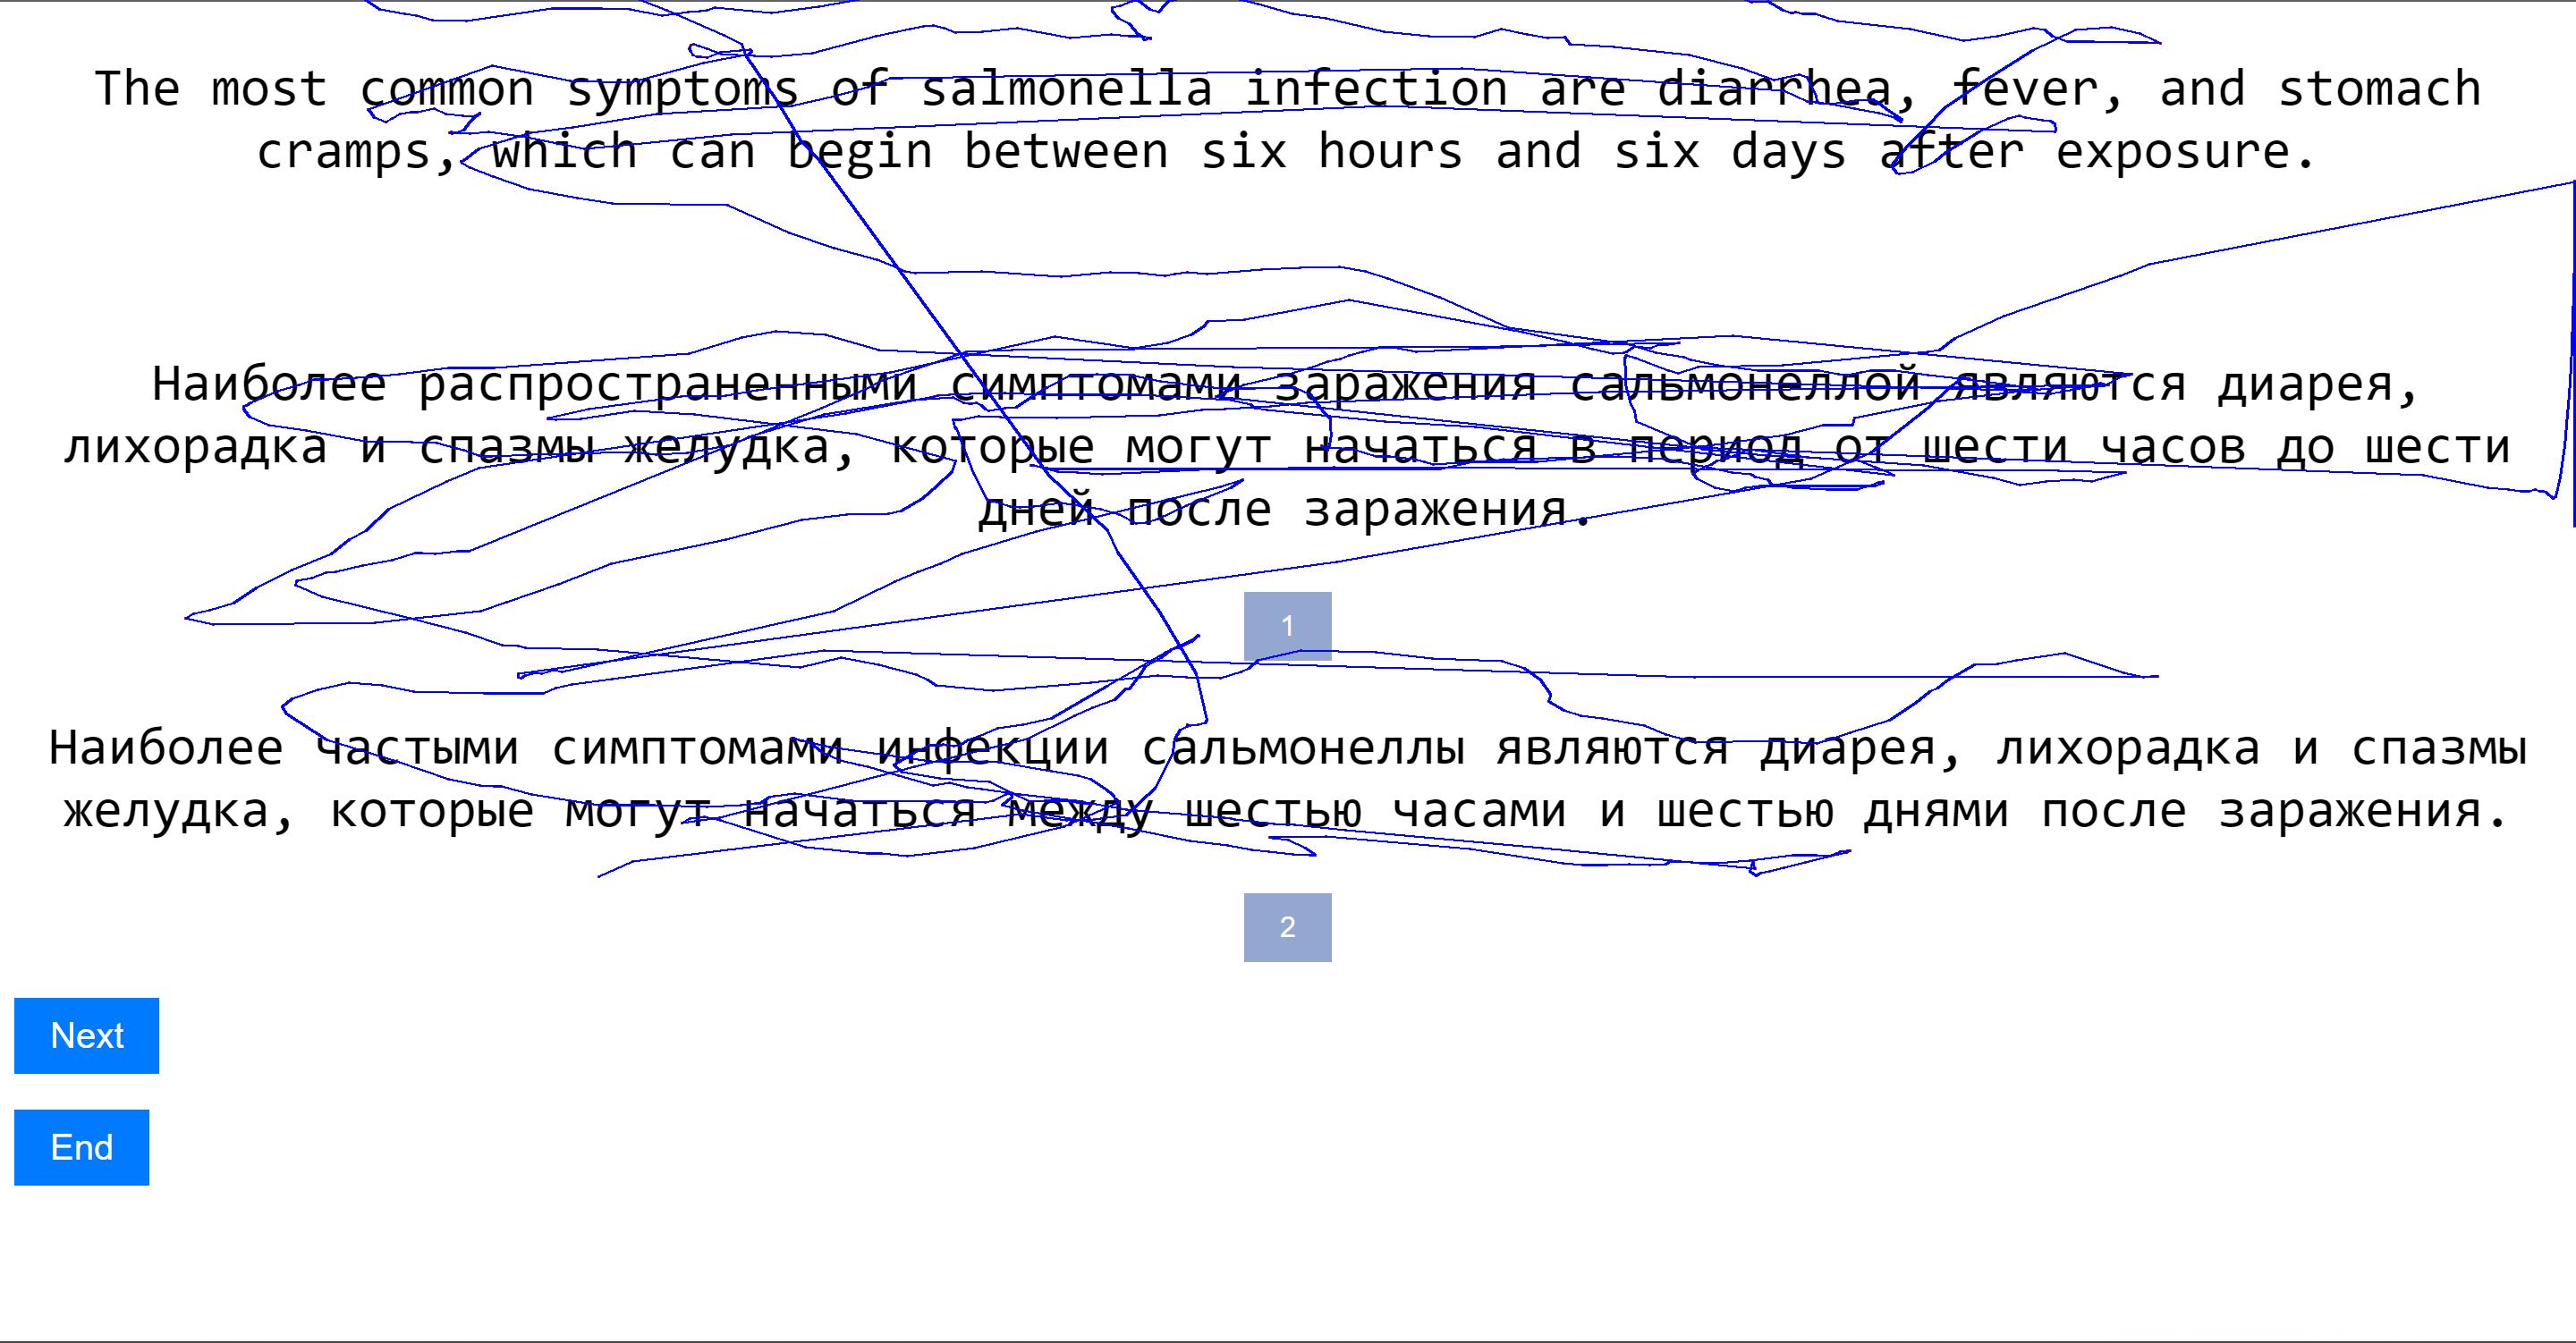 The most common symptoms of salmonella infection are diarrhea, fever, and stomach
cramps, which can begin between six hours and six days after exposure.
Наиболее распространенными симптомами заражения сальмонеллой являются диарея,
лихорадка и спазмы желудка, которые могут начаться в период от шести часов до шести
дней после заражения.
1
Наиболее частыми симптомами инфекции сальмонеллы являются диарея, лихорадка и спазмы
желудка, которые могут начаться между шестью часами и шестью днями после заражения.
2
Next
End